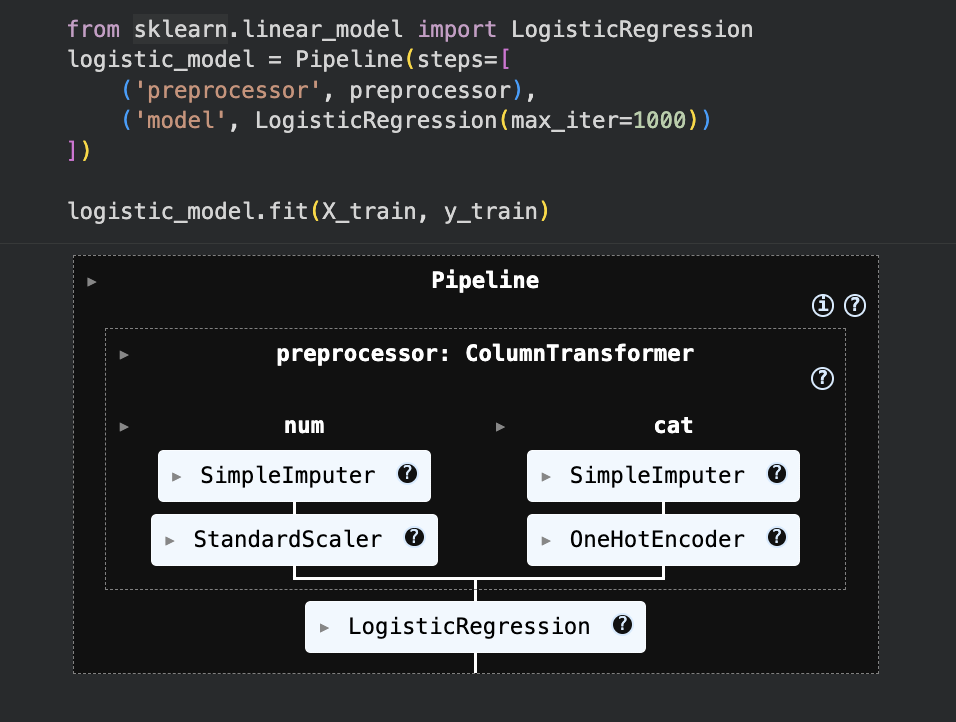 from sklearn.linear_model import LogisticRegression
logistic_model = Pipeline(steps=[
    ('preprocessor', preprocessor),
    ('model', LogisticRegression(max_iter=1000))
])
logistic_model.fit(X_train, y_train)
▸ Pipeline
i ?
▸ preprocessor: ColumnTransformer
?
▸ num ▸ cat
▸ SimpleImputer ? ▸ SimpleImputer ?
▸ StandardScaler ? ▸ OneHotEncoder ?
▸ LogisticRegression ?